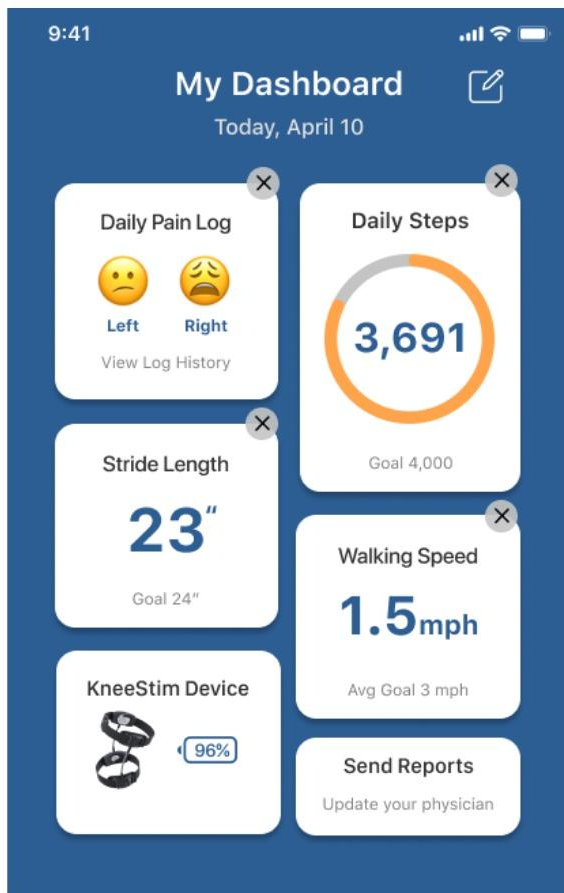 9:41
My Dashboard
Today, April 10
Daily Pain Log
Left Right
View Log History
Daily Steps
3,691
Goal 4,000
Stride Length
23“
Goal 24”
Walking Speed
1.5mph
Avg Goal 3 mph
KneeStim Device
96%
Send Reports
Update your physician